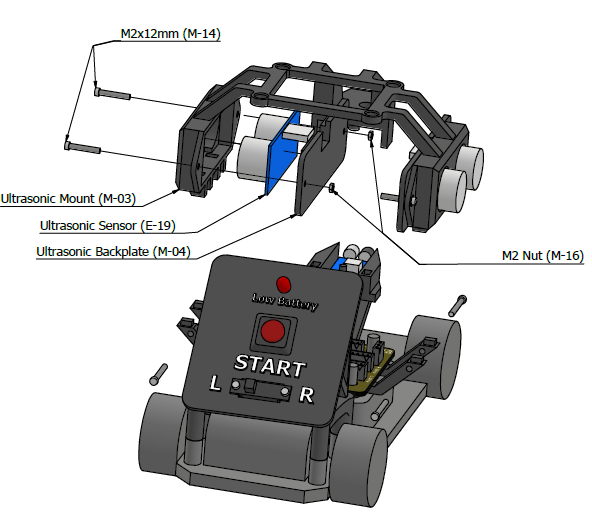 M2x12mm (M-14)
Ultrasonic Mount (M-03)
Ultrasonic Sensor (E-19)
Ultrasonic Backplate (M-04)
M2 Nut (M-16)
Low Battery
START
L R